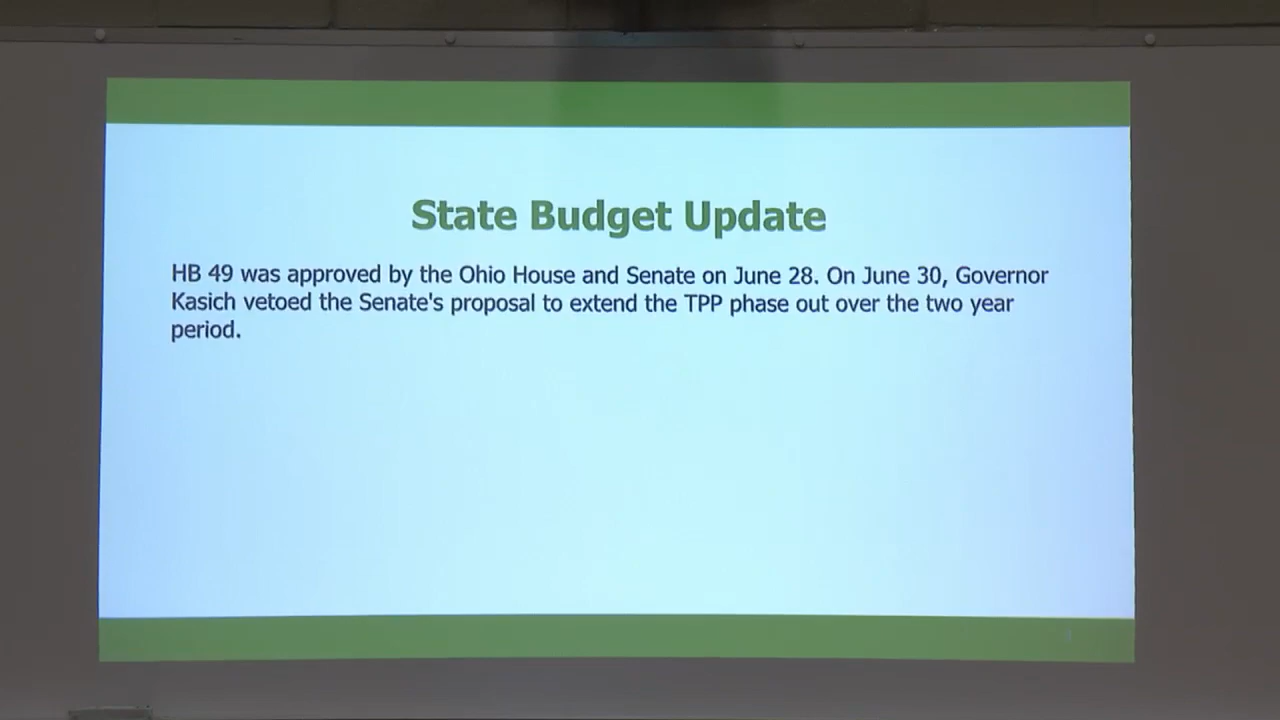 State Budget Update
HB 49 was approved by the Ohio House and Senate on June 28. On June 30, Governor
Kasich vetoed the Senate's proposal to extend the TPP phase out over the two year
period.